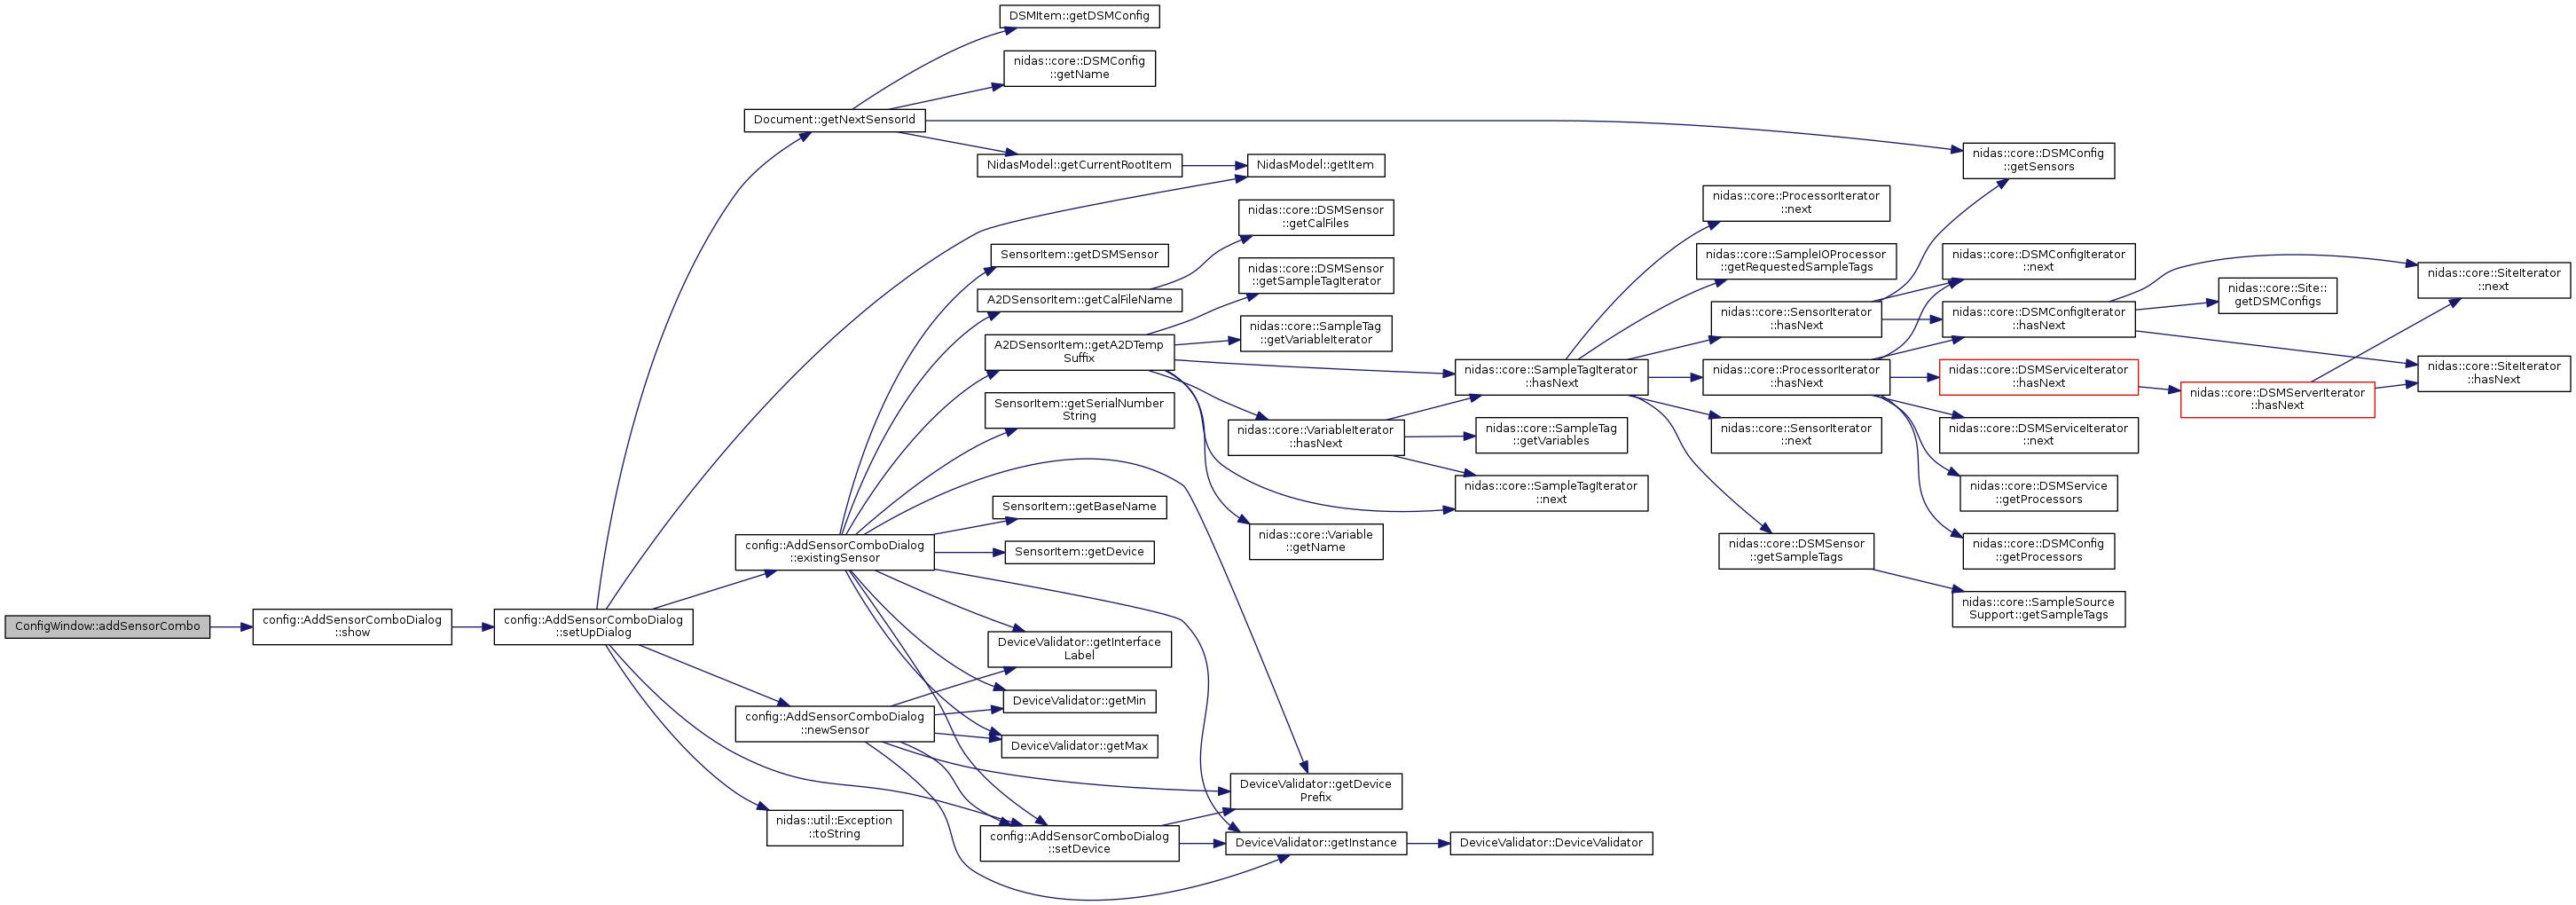 ConfigWindow::addSensorCombo
config::AddSensorComboDialog
::show
config::AddSensorComboDialog
::setUpDialog
Document::getNextSensorId
config::AddSensorComboDialog
::existingSensor
config::AddSensorComboDialog
::newSensor
nidas::util::Exception
::toString
DSMItem::getDSMConfig
nidas::core::DSMConfig
::getName
NidasModel::getCurrentRootItem
SensorItem::getDSMSensor
A2DSensorItem::getCalFileName
A2DSensorItem::getA2DTemp
Suffix
SensorItem::getSerialNumber
String
SensorItem::getBaseName
SensorItem::getDevice
DeviceValidator::getInterface
Label
DeviceValidator::getMin
DeviceValidator::getMax
config::AddSensorComboDialog
::setDevice
NidasModel::getItem
nidas::core::DSMSensor
::getCalFiles
nidas::core::DSMSensor
::getSampleTagIterator
nidas::core::SampleTag
::getVariableIterator
nidas::core::VariableIterator
::hasNext
nidas::core::Variable
::getName
DeviceValidator::getDevice
Prefix
DeviceValidator::getInstance
nidas::core::SampleTagIterator
::hasNext
nidas::core::SampleTag
::getVariables
nidas::core::SampleTagIterator
::next
DeviceValidator::DeviceValidator
nidas::core::ProcessorIterator
::next
nidas::core::SampleIOProcessor
::getRequestedSampleTags
nidas::core::SensorIterator
::hasNext
nidas::core::ProcessorIterator
::hasNext
nidas::core::SensorIterator
::next
nidas::core::DSMSensor
::getSampleTags
nidas::core::DSMConfig
::getSensors
nidas::core::DSMConfigIterator
::next
nidas::core::DSMConfigIterator
::hasNext
nidas::core::DSMServiceIterator
::hasNext
nidas::core::DSMServiceIterator
::next
nidas::core::DSMService
::getProcessors
nidas::core::DSMConfig
::getProcessors
nidas::core::SampleSource
Support::getSampleTags
nidas::core::Site::
getDSMConfigs
nidas::core::DSMServerIterator
::hasNext
nidas::core::SiteIterator
::next
nidas::core::SiteIterator
::hasNext